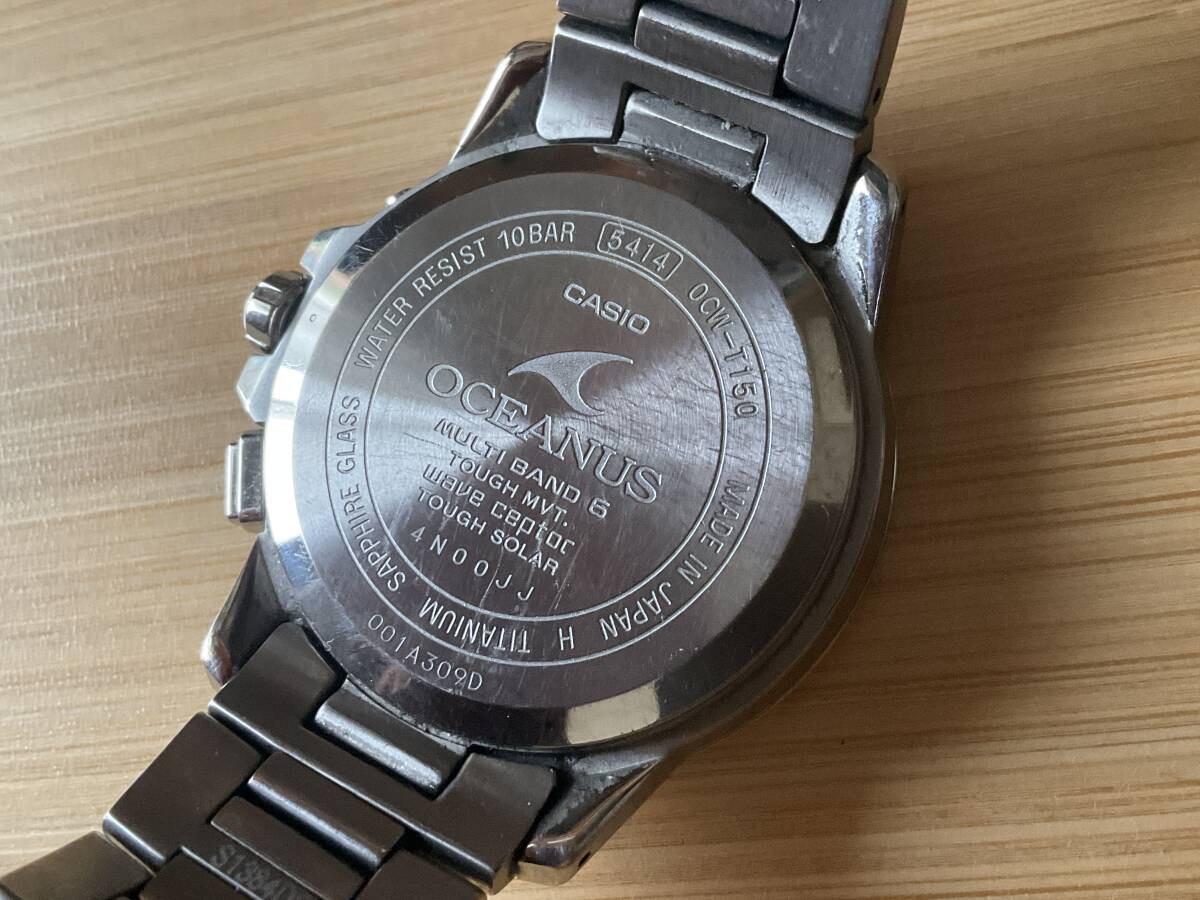 WATER RESIST 10BAR 5414 OCW-T150 MADE IN JAPAN H TITANIUM SAPPHIRE GLASS
CASIO
OCEANUS
MULTI BAND 6
TOUGH MVT.
wave ceptor
TOUGH SOLAR
4N00JJ
001A309D